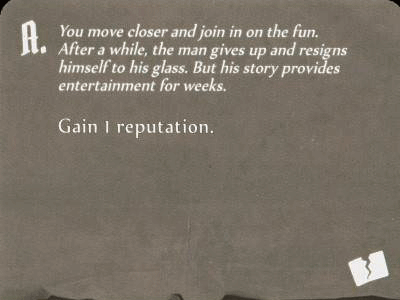 A. You move closer and join in on the fun.
After a while, the man gives up and resigns
himself to his glass. But his story provides
entertainment for weeks.
Gain 1 reputation.